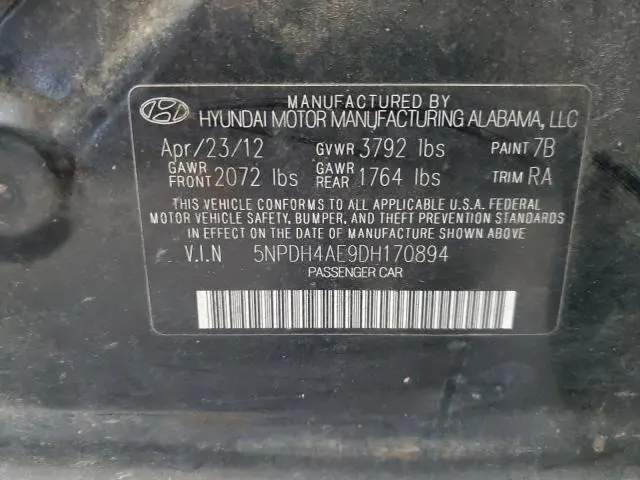 MANUFACTURED BY
HYUNDAI MOTOR MANUFACTURING ALABAMA, LLC
Apr/23/12 GVWR 3792 lbs PAINT 7B
GAWR FRONT 2072 lbs GAWR REAR 1764 lbs TRIM RA
THIS VEHICLE CONFORMS TO ALL APPLICABLE U.S.A. FEDERAL
MOTOR VEHICLE SAFETY, BUMPER, AND THEFT PREVENTION STANDARDS
IN EFFECT ON THE DATE OF MANUFACTURE SHOWN ABOVE
V.I.N 5NPDH4AE9DH170894
PASSENGER CAR